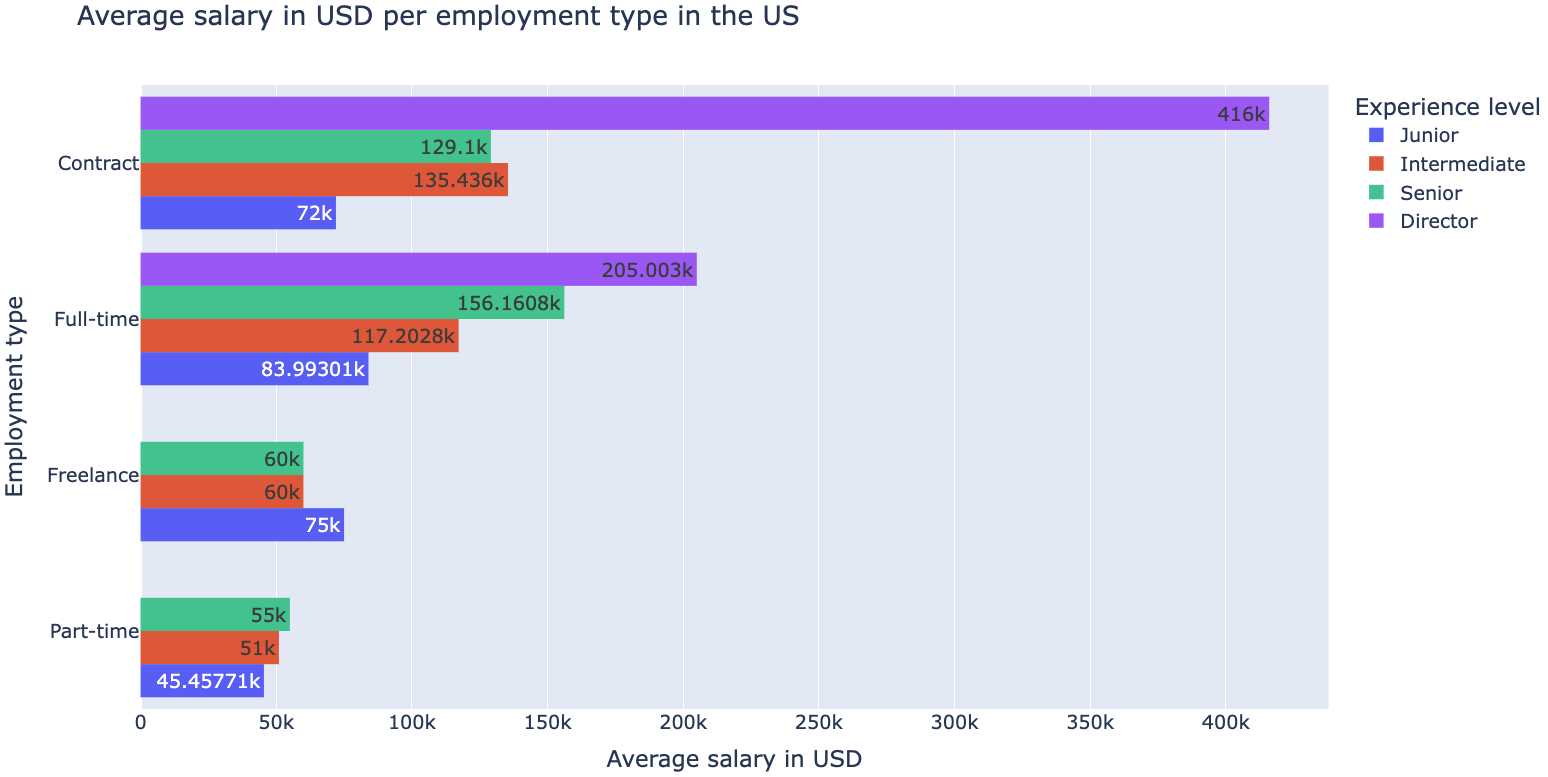 Average salary in USD per employment type in the US
Experience level
Junior
Intermediate
Senior
Director
Employment type
Contract
416k
129.1k
135.436k
72k
Full-time
205.003k
156.1608k
117.2028k
83.99301k
Freelance
60k
60k
75k
Part-time
55k
51k
45.45771k
0 50k 100k 150k 200k 250k 300k 350k 400k
Average salary in USD